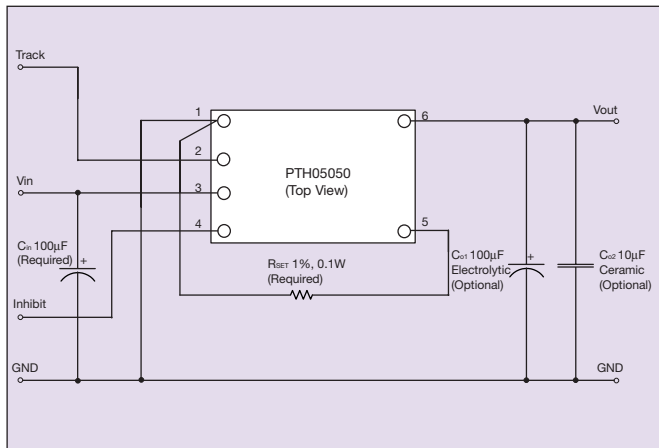 Track
1
6
Vout
2
PTH05050
(Top View)
Vin
3
4
5
Cin 100µF
(Required)
RSET 1%, 0.1W
(Required)
Co1 100µF
Electrolytic
(Optional)
Co2 10µF
Ceramic
(Optional)
+
+
Inhibit
GND
GND